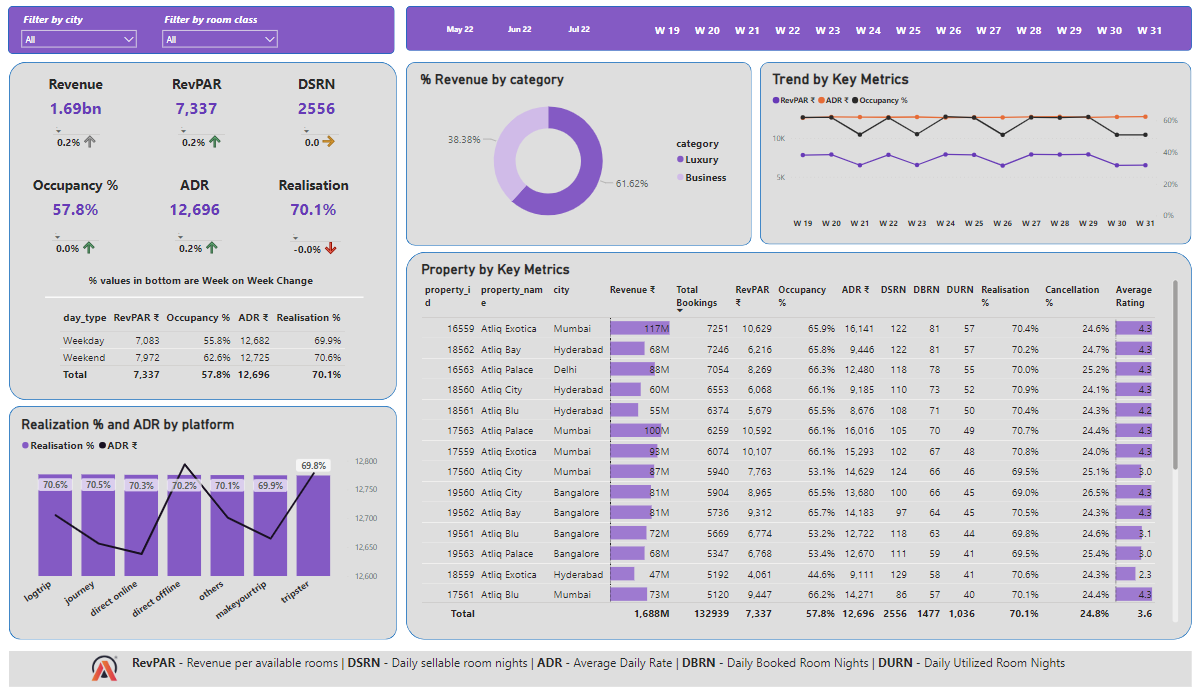 Filter by city Filter by room class
All All
May 22 Jun 22 Jul 22 W 19 W 20 W 21 W 22 W 23 W 24 W 25 W 26 W 27 W 28 W 29 W 30 W 31
Revenue RevPAR DSRN
1.69bn 7,337 2556
0.2% 0.2% 0.0
Occupancy % ADR Realisation
57.8% 12,696 70.1%
0.0% 0.2% -0.0%
% values in bottom are Week on Week Change
day_type RevPAR ₹ Occupancy % ADR ₹ Realisation %
Weekday 7,083 55.8% 12,682 69.9%
Weekend 7,972 62.6% 12,725 70.6%
Total 7,337 57.8% 12,696 70.1%
% Revenue by category
38.38%
61.62%
category
Luxury
Business
Trend by Key Metrics
RevPAR ₹ ADR ₹ Occupancy %
10K
5K
60%
40%
20%
0%
W 19 W 20 W 21 W 22 W 23 W 24 W 25 W 26 W 27 W 28 W 29 W 30 W 31
Realization % and ADR by platform
Realisation % ADR ₹
70.6% 70.5% 70.3% 70.2% 70.1% 69.9% 69.8%
12,800
12,750
12,700
12,650
12,600
logtrip journey direct online direct offline others makeyourtrip tripster
Property by Key Metrics
property_i property_nam city Revenue ₹ Total RevPAR Occupancy ADR ₹ DSRN DBRN DURN Realisation Cancellation Average
d e Bookings ₹ % % % Rating
16559 Atliq Exotica Mumbai 117M 7251 10,629 65.9% 16,141 122 81 57 70.4% 24.6% 4.3
18562 Atliq Bay Hyderabad 68M 7246 6,216 65.8% 9,446 122 81 57 70.2% 24.7% 4.3
16563 Atliq Palace Delhi 88M 7054 8,269 66.3% 12,480 118 78 55 70.0% 25.2% 4.3
18560 Atliq City Hyderabad 60M 6553 6,068 66.1% 9,185 110 73 52 70.9% 24.1% 4.3
18561 Atliq Blu Hyderabad 55M 6374 5,679 65.5% 8,676 108 71 50 70.4% 24.3% 4.2
17563 Atliq Palace Mumbai 100M 6259 10,592 66.1% 16,016 105 70 49 70.7% 24.4% 4.3
17559 Atliq Exotica Mumbai 93M 6074 10,107 66.1% 15,293 102 67 48 70.8% 24.0% 4.3
17560 Atliq City Mumbai 87M 5940 7,763 53.1% 14,629 124 66 46 69.5% 25.1% 3.0
19560 Atliq City Bangalore 81M 5904 8,965 65.5% 13,680 100 66 45 69.0% 26.5% 4.3
19562 Atliq Bay Bangalore 81M 5736 9,312 65.7% 14,183 97 64 45 70.5% 24.3% 4.3
19561 Atliq Blu Bangalore 72M 5669 6,774 53.2% 12,722 118 63 44 69.8% 24.6% 3.1
19563 Atliq Palace Bangalore 68M 5347 6,768 53.4% 12,670 111 59 41 69.5% 25.4% 3.0
18559 Atliq Exotica Hyderabad 47M 5192 4,061 44.6% 9,111 129 58 41 70.6% 24.3% 2.3
17561 Atliq Blu Mumbai 73M 5120 9,447 66.2% 14,271 86 57 40 70.1% 24.4% 4.3
Total 1,688M 132939 7,337 57.8% 12,696 2556 1477 1,036 70.1% 24.8% 3.6
RevPAR - Revenue per available rooms | DSRN - Daily sellable room nights | ADR - Average Daily Rate | DBRN - Daily Booked Room Nights | DURN - Daily Utilized Room Nights